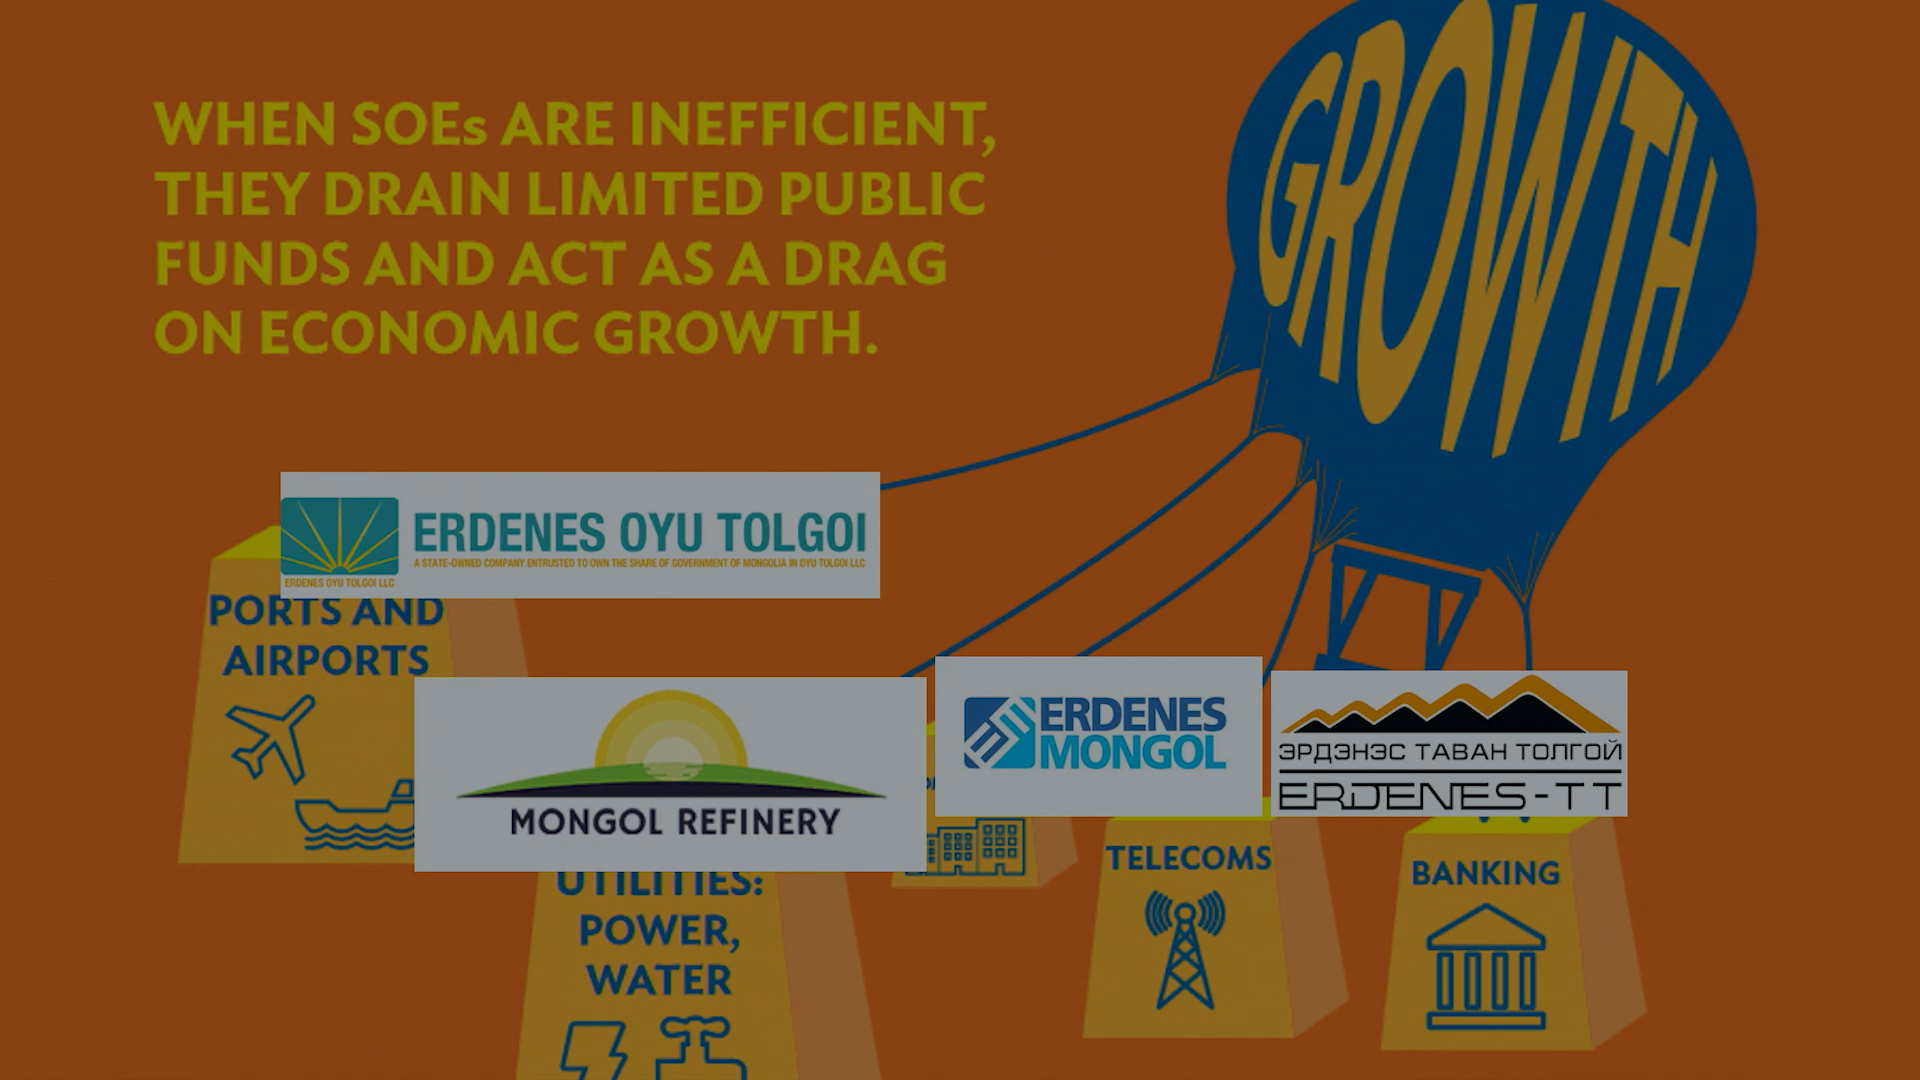 WHEN SOEs ARE INEFFICIENT,
THEY DRAIN LIMITED PUBLIC
FUNDS AND ACT AS A DRAG
ON ECONOMIC GROWTH.
GROWTH
ERDENES OYU TOLGOI
A STATE-OWNED COMPANY ENTRUSTED TO OWN THE SHARE OF GOVERNMENT OF MONGOLIA IN OYU TOLGOI LLC
ERDENES OYU TOLGOI LLC
PORTS AND
AIRPORTS
MONGOL REFINERY
ERDENES
MONGOL
ЭРДЭНЭС ТАВАН ТОЛГОЙ
ERDENES-TT
UTILITIES:
POWER,
WATER
TELECOMS
BANKING